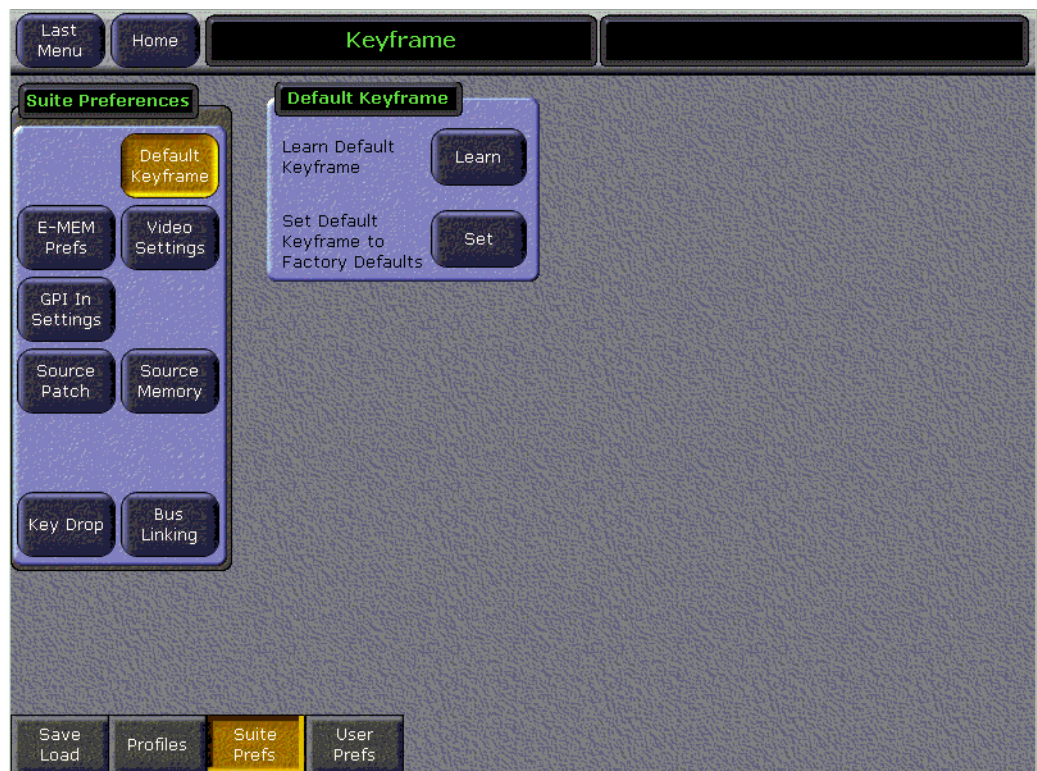 Last
Menu
Home
Keyframe
Suite Preferences
Default
Keyframe
E-MEM
Prefs
Video
Settings
GPI In
Settings
Source
Patch
Source
Memory
Key Drop
Bus
Linking
Default Keyframe
Learn Default
Keyframe
Learn
Set Default
Keyframe to
Factory Defaults
Set
Save
Load
Profiles
Suite
Prefs
User
Prefs